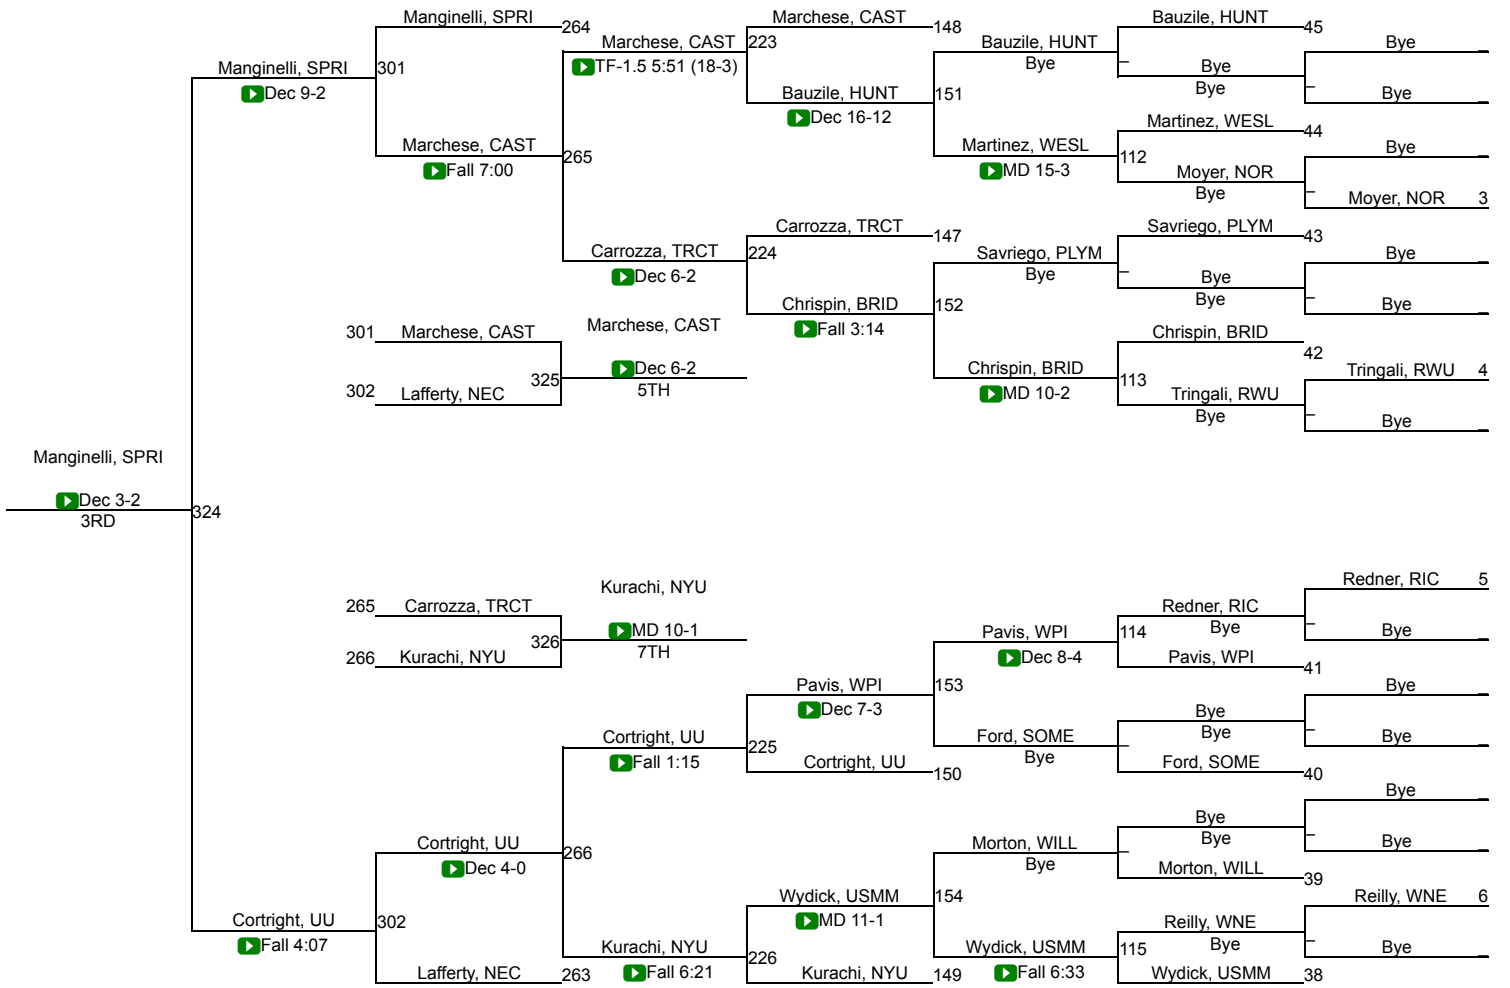 Manginelli, SPRI
264
Marchese, CAST
148
Bauzile, HUNT
45
Marchese, CAST
223
Bauzile, HUNT
Bye
Bye
_
TF-1.5 5:51 (18-3)
Manginelli, SPRI
301
Dec 9-2
_
Bye
Bye
_
Bauzile, HUNT
151
Bye
_
Bye
_
Dec 16-12
Martinez, WESL
44
Marchese, CAST
265
Martinez, WESL
112
Bye
_
Fall 7:00
MD 15-3
Moyer, NOR
Bye
_
Moyer, NOR
3
Carrozza, TRCT
147
Savriego, PLYM
43
Carrozza, TRCT
224
Savriego, PLYM
Bye
Bye
_
Dec 6-2
_
Bye
Bye
_
Chrispin, BRID
152
Bye
_
Fall 3:14
301
Marchese, CAST
Marchese, CAST
Chrispin, BRID
42
Dec 6-2
325
5TH
Chrispin, BRID
113
Tringali, RWU
4
302
Lafferty, NEC
MD 10-2
Tringali, RWU
Bye
_
Bye
_
Manginelli, SPRI
Dec 3-2
324
3RD
Kurachi, NYU
Redner, RIC
5
265
Carrozza, TRCT
Redner, RIC
Bye
_
MD 10-1
326
7TH
Pavis, WPI
114
Bye
_
266
Kurachi, NYU
Dec 8-4
Pavis, WPI
41
Pavis, WPI
153
Bye
_
Dec 7-3
Bye
Bye
_
Cortright, UU
225
Ford, SOME
_
Bye
_
Fall 1:15
Cortright, UU
150
Bye
Ford, SOME
40
Bye
_
Bye
Bye
_
Cortright, UU
266
Morton, WILL
Bye
_
Bye
_
Dec 4-0
Morton, WILL
39
Wydick, USMM
154
Reilly, WNE
6
MD 11-1
Cortright, UU
302
Reilly, WNE
Bye
_
Fall 4:07
Kurachi, NYU
226
Wydick, USMM
115
Bye
_
Lafferty, NEC
263
Fall 6:21
Kurachi, NYU
149
Fall 6:33
Wydick, USMM
38